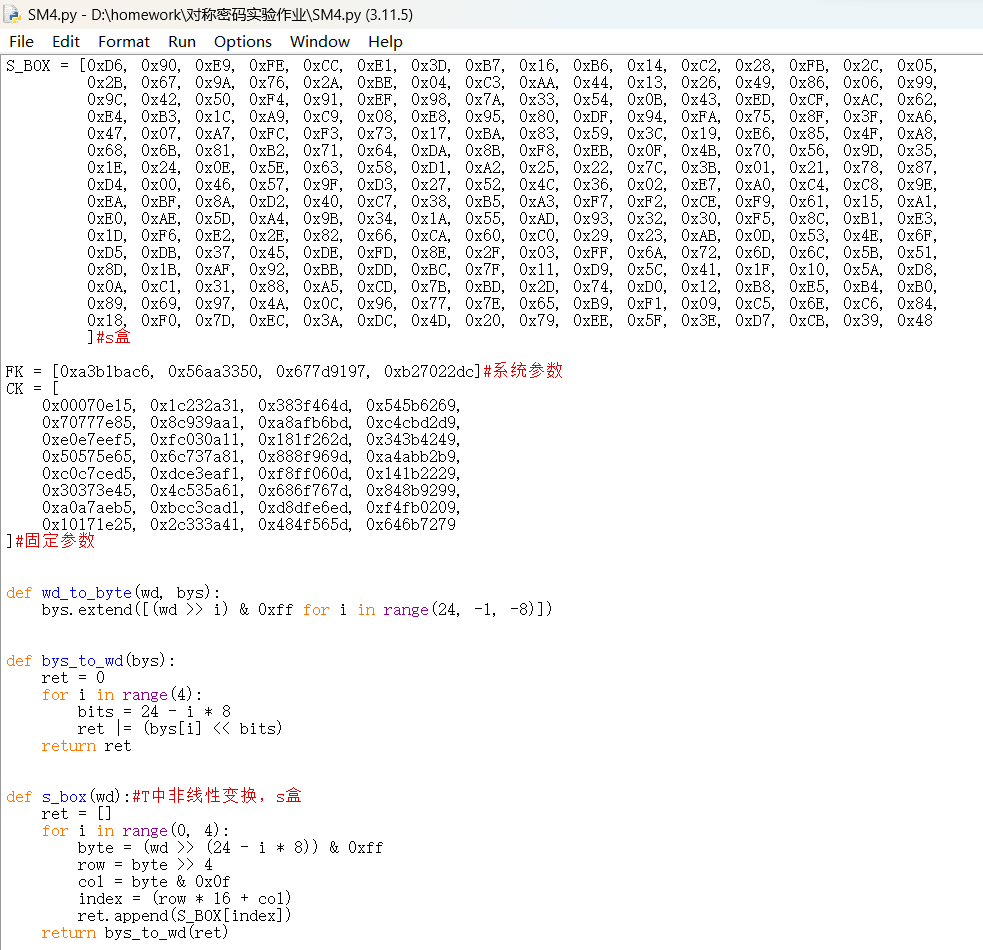 SM4.py - D:\homework\对称密码实验作业\SM4.py (3.11.5)
File Edit Format Run Options Window Help
S_BOX = [0xD6, 0x90, 0xE9, 0xFE, 0xCC, 0xE1, 0x3D, 0xB7, 0x16, 0xB6, 0x14, 0xC2, 0x28, 0xFB, 0x2C, 0x05,
0x2B, 0x67, 0x9A, 0x76, 0x2A, 0xBE, 0x04, 0xC3, 0xAA, 0x44, 0x13, 0x26, 0x49, 0x86, 0x06, 0x99,
0x9C, 0x42, 0x50, 0xF4, 0x91, 0xEF, 0x98, 0x7A, 0x33, 0x54, 0x0B, 0x43, 0xED, 0xCF, 0xAC, 0x62,
0xE4, 0xB3, 0x1C, 0xA9, 0xC9, 0x08, 0xE8, 0x95, 0x80, 0xDF, 0x94, 0xFA, 0x75, 0x8F, 0x3F, 0xA6,
0x47, 0x07, 0xA7, 0xFC, 0xF3, 0x73, 0x17, 0xBA, 0x83, 0x59, 0x3C, 0x19, 0xE6, 0x85, 0x4F, 0xA8,
0x68, 0x6B, 0x81, 0xB2, 0x71, 0x64, 0xDA, 0x8B, 0xF8, 0xEB, 0x0F, 0x4B, 0x70, 0x56, 0x9D, 0x35,
0x1E, 0x24, 0x0E, 0x5E, 0x63, 0x58, 0xD1, 0xA2, 0x25, 0x22, 0x7C, 0x3B, 0x01, 0x21, 0x78, 0x87,
0xD4, 0x00, 0x46, 0x57, 0x9F, 0xD3, 0x27, 0x52, 0x4C, 0x36, 0x02, 0xE7, 0xA0, 0xC4, 0xC8, 0x9E,
0xEA, 0xBF, 0x8A, 0xD2, 0x40, 0xC7, 0x38, 0xB5, 0xA3, 0xF7, 0xF2, 0xCE, 0xF9, 0x61, 0x15, 0xA1,
0xE0, 0xAE, 0x5D, 0xA4, 0x9B, 0x34, 0x1A, 0x55, 0xAD, 0x93, 0x32, 0x30, 0xF5, 0x8C, 0xB1, 0xE3,
0x1D, 0xF6, 0xE2, 0x2E, 0x82, 0x66, 0xCA, 0x60, 0xC0, 0x29, 0x23, 0xAB, 0x0D, 0x53, 0x4E, 0x6F,
0xD5, 0xDB, 0x37, 0x45, 0xDE, 0xFD, 0x8E, 0x2F, 0x03, 0xFF, 0x6A, 0x72, 0x6D, 0x6C, 0x5B, 0x51,
0x8D, 0x1B, 0xAF, 0x92, 0xBB, 0xDD, 0xBC, 0x7F, 0x11, 0xD9, 0x5C, 0x41, 0x1F, 0x10, 0x5A, 0xD8,
0x0A, 0xC1, 0x31, 0x88, 0xA5, 0xCD, 0x7B, 0xBD, 0x2D, 0x74, 0xD0, 0x12, 0xB8, 0xE5, 0xB4, 0xB0,
0x89, 0x69, 0x97, 0x4A, 0x0C, 0x96, 0x77, 0x7E, 0x65, 0xB9, 0xF1, 0x09, 0xC5, 0x6E, 0xC6, 0x84,
0x18, 0xF0, 0x7D, 0xEC, 0x3A, 0xDC, 0x4D, 0x20, 0x79, 0xEE, 0x5F, 0x3E, 0xD7, 0xCB, 0x39, 0x48
]#s盒
FK = [0xa3b1bac6, 0x56aa3350, 0x677d9197, 0xb27022dc]#系统参数
CK = [
0x00070e15, 0x1c232a31, 0x383f464d, 0x545b6269,
0x70777e85, 0x8c939aa1, 0xa8afb6bd, 0xc4cbd2d9,
0xe0e7eef5, 0xfc030a11, 0x181f262d, 0x343b4249,
0x50575e65, 0x6c737a81, 0x888f969d, 0xa4abb2b9,
0xc0c7ced5, 0xdce3eaf1, 0xf8ff060d, 0x141b2229,
0x30373e45, 0x4c535a61, 0x686f767d, 0x848b9299,
0xa0a7aeb5, 0xbcc3cad1, 0xd8dfe6ed, 0xf4fb0209,
0x10171e25, 0x2c333a41, 0x484f565d, 0x646b7279
]#固定参数
def wd_to_byte(wd, bys):
bys.extend([(wd >> i) & 0xff for i in range(24, -1, -8)])
def bys_to_wd(bys):
ret = 0
for i in range(4):
bits = 24 - i * 8
ret |= (bys[i] << bits)
return ret
def s_box(wd):#T中非线性变换，s盒
ret = []
for i in range(0, 4):
byte = (wd >> (24 - i * 8)) & 0xff
row = byte >> 4
col = byte & 0x0f
index = (row * 16 + col)
ret.append(S_BOX[index])
return bys_to_wd(ret)